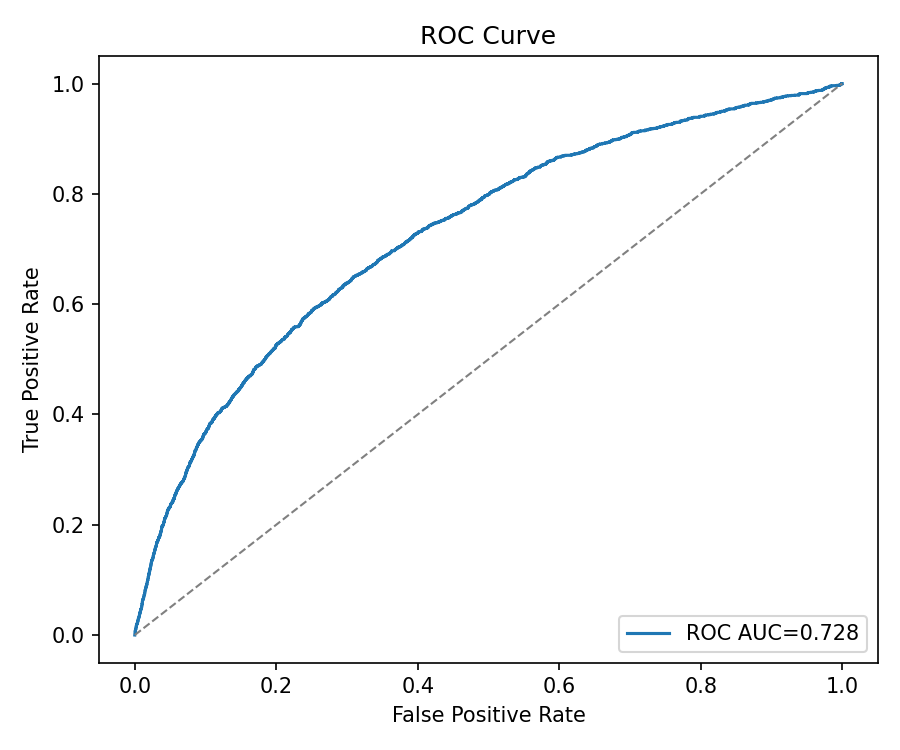 ROC Curve
True Positive Rate
1.0
0.8
0.6
0.4
0.2
0.0
ROC AUC=0.728
0.0 0.2 0.4 0.6 0.8 1.0
False Positive Rate